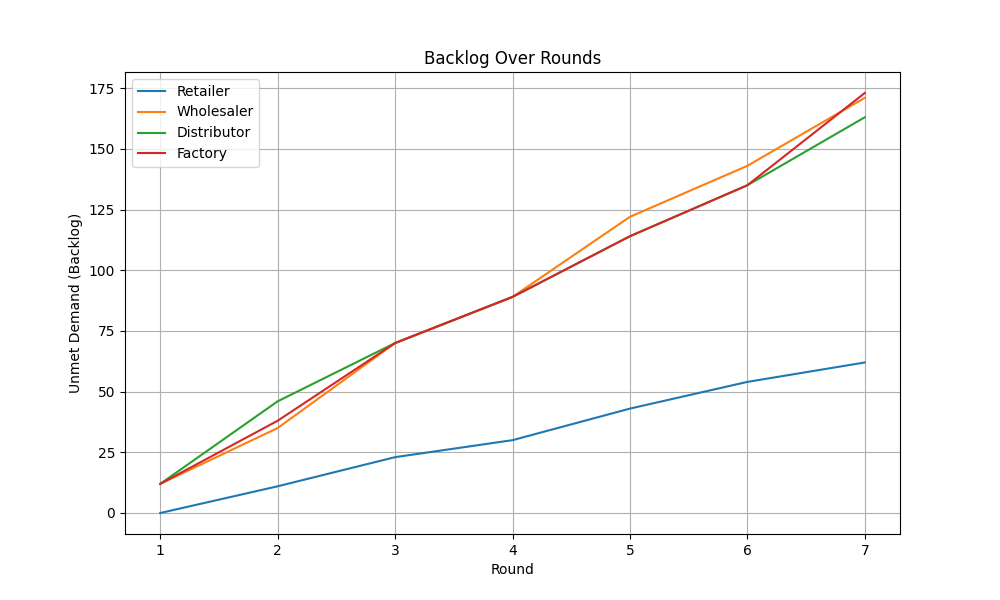 Backlog Over Rounds
Retailer
Wholesaler
Distributor
Factory
Unmet Demand (Backlog)
175
150
125
100
75
50
25
0
1 2 3 4 5 6 7
Round